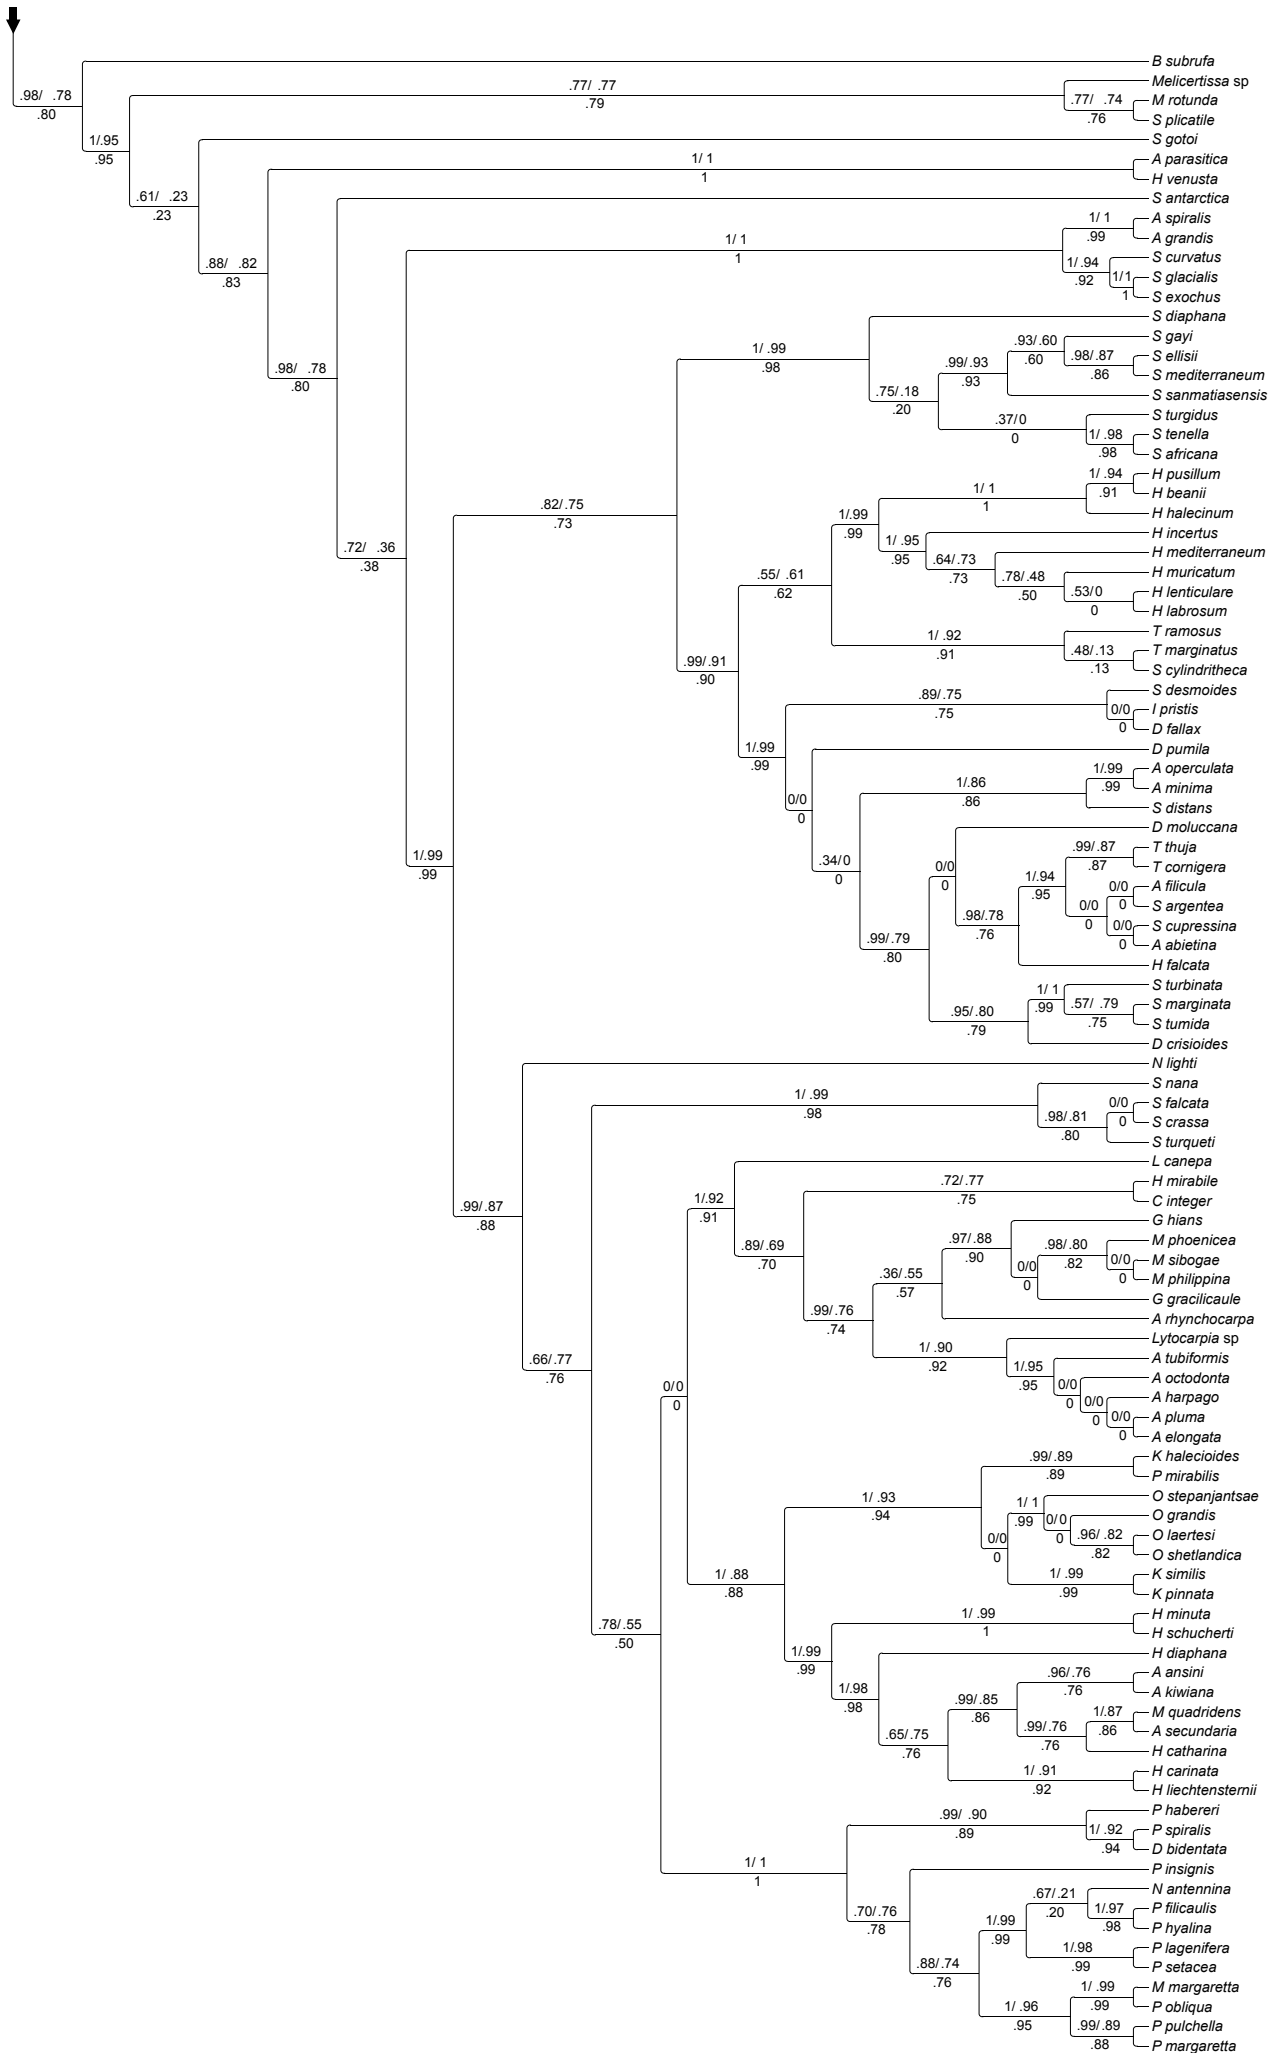 B subrufa
.77/ .77
Melicertissa sp
.98/ .78
.79
.77/ .74
M rotunda
.80
.76
S plicatile
1/.95
S gotoi
.95
1/ 1
A parasitica
1
H venusta
.61/ .23
S antarctica
.23
1/ 1
A spiralis
1/ 1
.99
A grandis
.88/ .82
1
1/.94
S curvatus
.83
.92
1/1
S glacialis
1
S exochus
S diaphana
.93/.60
S gayi
1/ .99
.99/.93
.60
.98/.87
S ellisii
.98/ .78
.98
.93
.86
S mediterraneum
.80
.75/.18
S sanmatiasensis
.20
.37/0
S turgidus
0
1/ .98
S tenella
.98
S africana
1/ .94
H pusillum
1/ 1
.91
H beanii
.82/.75
1
H halecinum
.73
1/.99
H incertus
.99
1/ .95
H mediterraneum
.72/ .36
.95
.64/.73
H muricatum
.38
.55/ .61
.73
.78/.48
H lenticulare
.62
.50
.53/0
H labrosum
0
T ramosus
1/ .92
.48/.13
T marginatus
.99/.91
.91
.13
S cylindritheca
.90
.89/.75
S desmoides
.75
0/0
I pristis
0
D fallax
1/.99
D pumila
.99
1/.99
A operculata
1/.86
.99
A minima
0/0
.86
S distans
0
D moluccana
1/.99
.34/0
.99/.87
T thuja
.99
0
0/0
1/.94
.87
T cornigera
0
.95
0/0
A filicula
0/0
0
S argentea
.98/.78
0
0/0
S cupressina
.99/.79
.76
0
A abietina
.80
H falcata
1/ 1
S turbinata
.95/.80
.99
.57/ .79
S marginata
.79
.75
S tumida
D crisioides
N lighti
S nana
1/ .99
0/0
S falcata
.98
.98/.81
0
S crassa
.80
S turqueti
L canepa
.72/.77
H mirabile
.99/.87
1/.92
.75
C integer
.88
.91
G hians
.89/.69
.97/.88
.98/.80
M phoenicea
.70
.90
0/0
.82
0/0
M sibogae
.36/.55
0
0
M philippina
.57
G gracilicaule
.99/.76
A rhynchocarpa
.74
1/ .90
Lytocarpia sp
.66/.77
.92
1/.95
A tubiformis
.76
.95
0/0
A octodonta
0/0
0
0/0
A harpago
0
0
0/0
A pluma
0
A elongata
.99/.89
K halecioides
.89
P mirabilis
1/ .93
1/ 1
O stepanjantsae
.94
.99
0/0
O grandis
0/0
0
.96/ .82
O laertesi
0
.82
O shetlandica
1/ .88
1/ .99
K similis
.88
.99
K pinnata
1/ .99
H minuta
.78/.55
1
H schucherti
.50
1/.99
H diaphana
.99
.96/.76
A ansini
1/.98
.99/.85
.76
A kiwiana
.98
.86
1/.87
M quadridens
.65/.75
.99/.76
.86
A secundaria
.76
.76
H catharina
1/ .91
H carinata
.92
H liechtensternii
.99/ .90
P habereri
.89
1/ .92
P spiralis
1/ 1
.94
D bidentata
1
P insignis
.67/.21
N antennina
.70/.76
1/.99
.20
1/.97
P filicaulis
.78
.99
.98
P hyalina
.88/.74
1/.98
P lagenifera
.76
.99
P setacea
1/ .99
M margaretta
1/ .96
.99
P obliqua
.95
.99/.89
P pulchella
.88
P margaretta